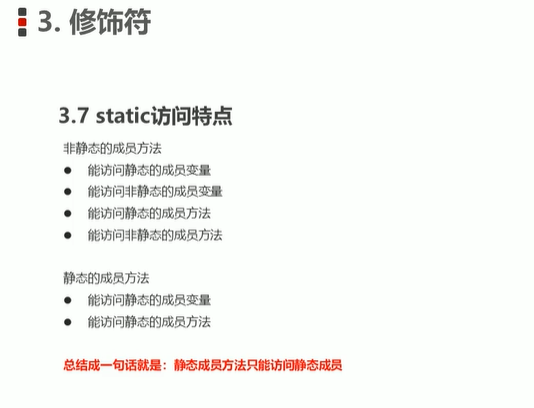 3. 修饰符
3.7 static访问特点
非静态的成员方法
● 能访问静态的成员变量
● 能访问非静态的成员变量
● 能访问静态的成员方法
● 能访问非静态的成员方法
静态的成员方法
● 能访问静态的成员变量
● 能访问静态的成员方法
总结成一句话就是：静态成员方法只能访问静态成员